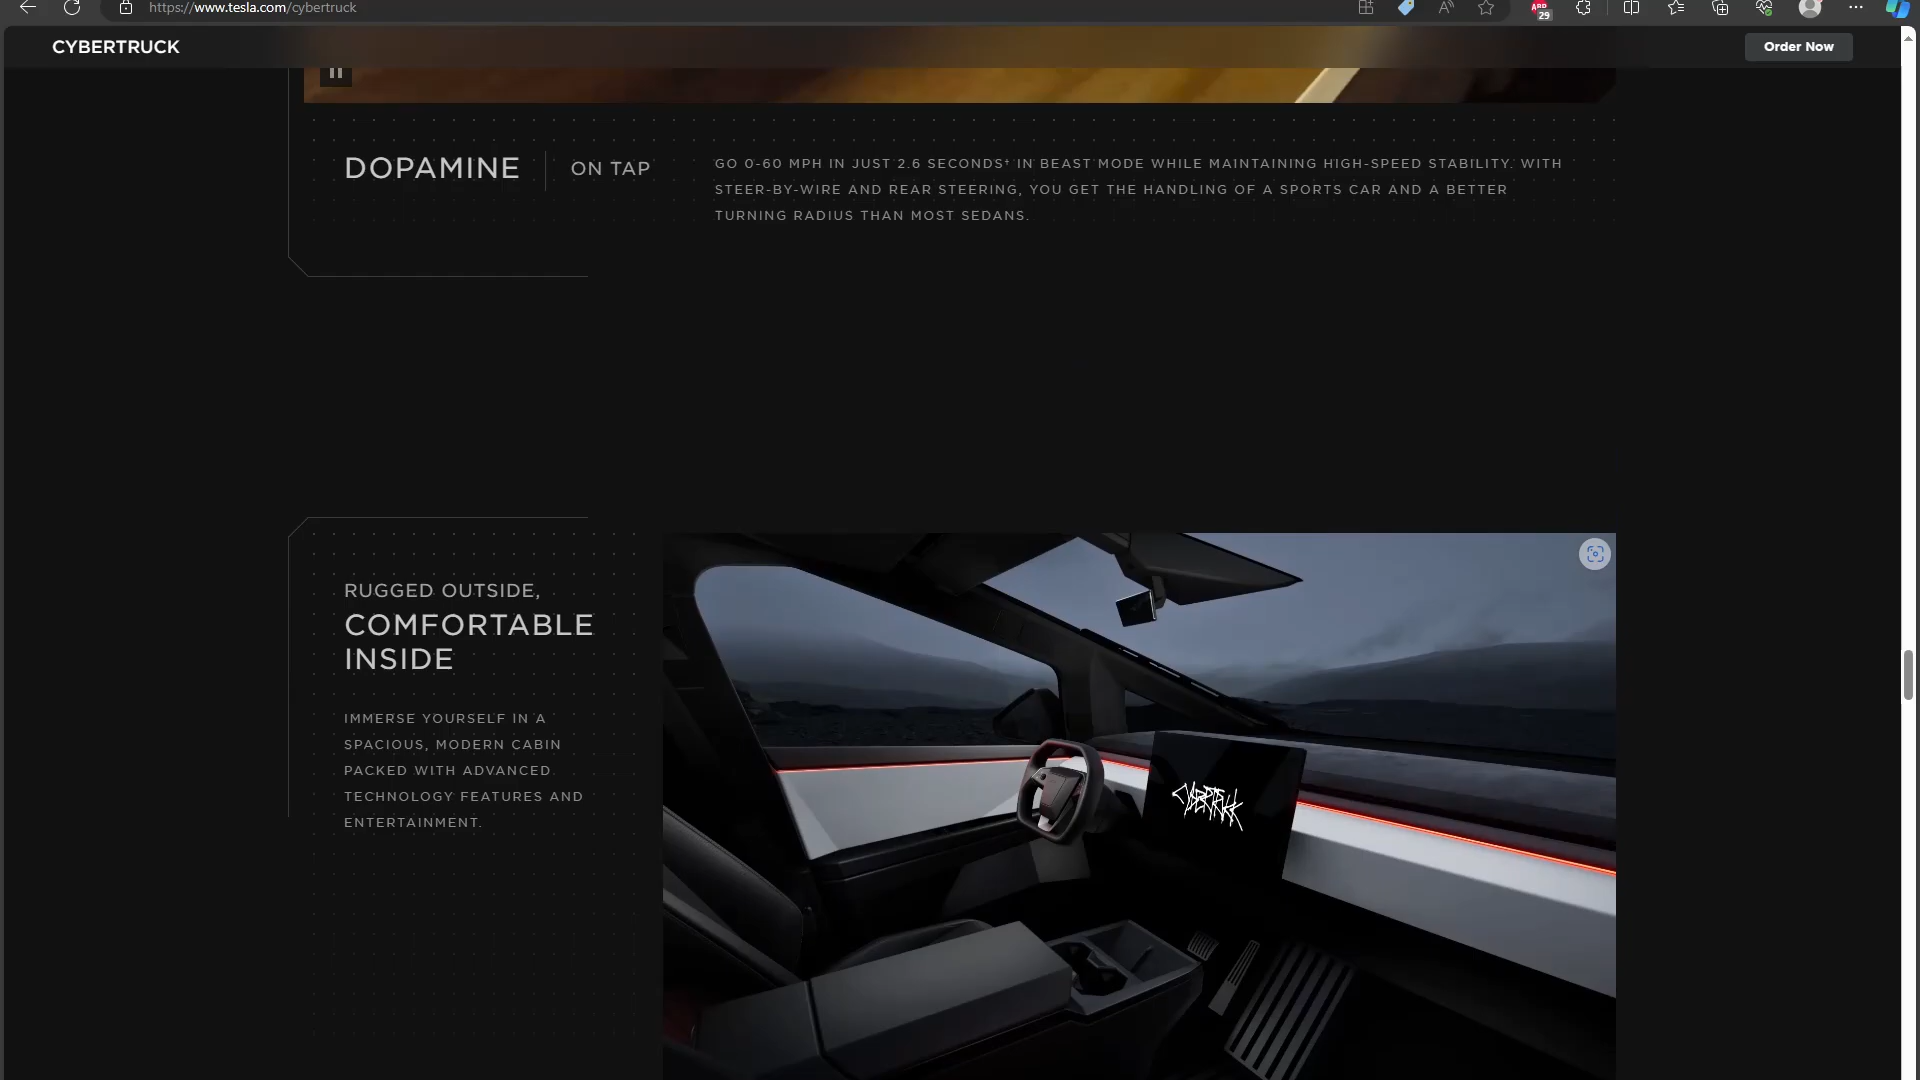 https://www.tesla.com/cybertruck
29
CYBERTRUCK
Order Now
DOPAMINE
ON TAP
GO 0-60 MPH IN JUST 2.6 SECONDS† IN BEAST MODE WHILE MAINTAINING HIGH-SPEED STABILITY. WITH
STEER-BY-WIRE AND REAR STEERING, YOU GET THE HANDLING OF A SPORTS CAR AND A BETTER
TURNING RADIUS THAN MOST SEDANS.
RUGGED OUTSIDE,
COMFORTABLE
INSIDE
IMMERSE YOURSELF IN A
SPACIOUS, MODERN CABIN
PACKED WITH ADVANCED
TECHNOLOGY FEATURES AND
ENTERTAINMENT.
CYBERTRUCK